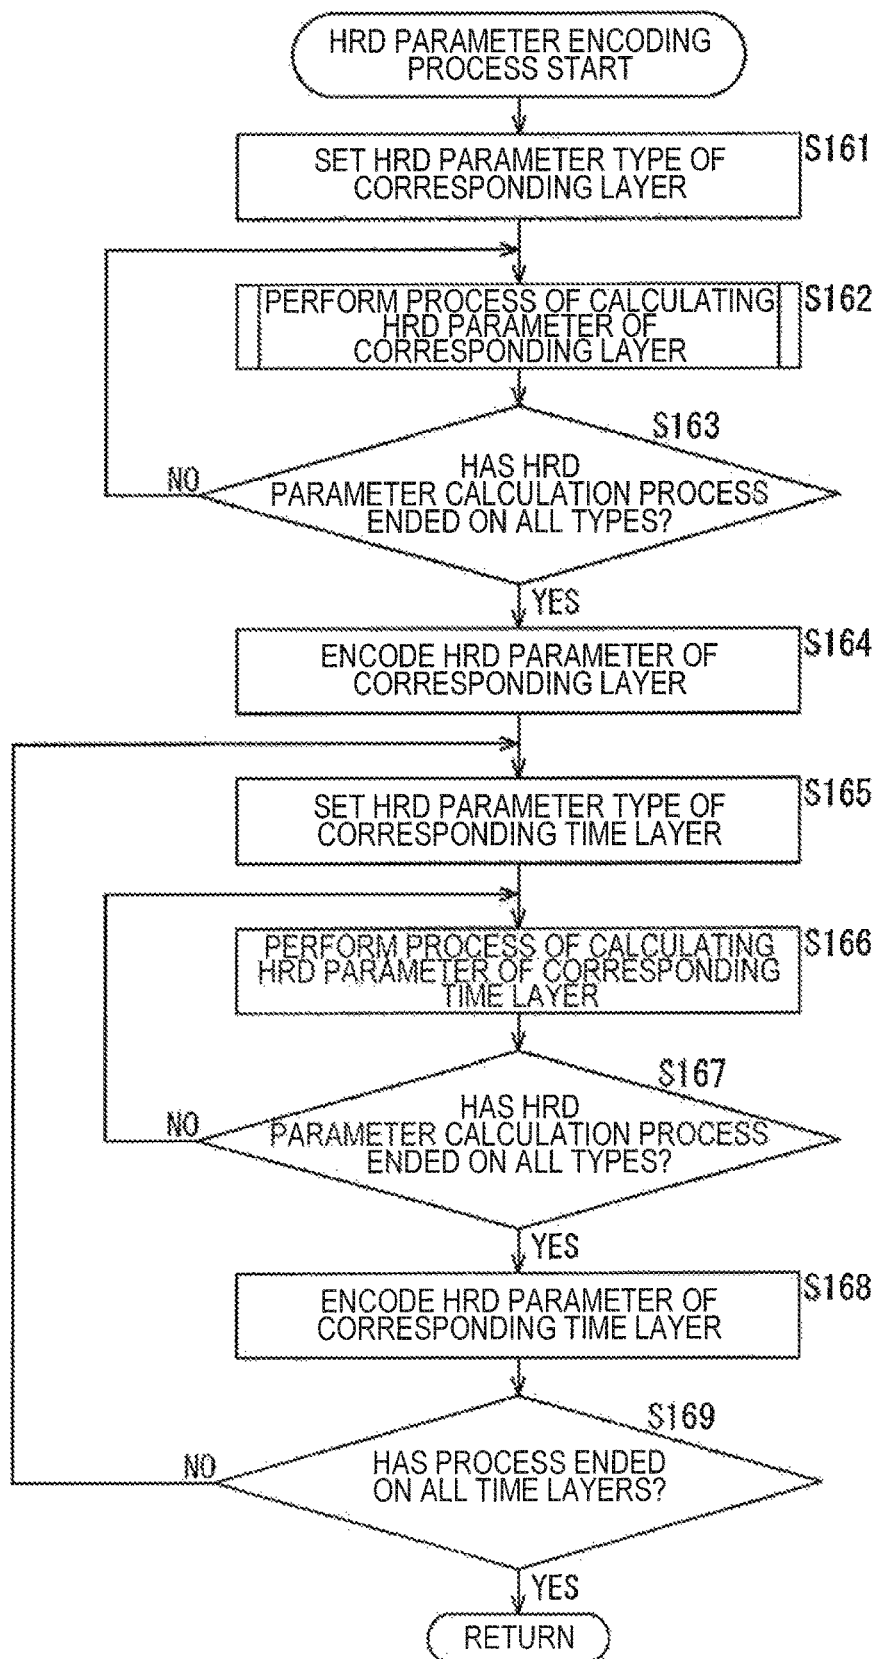 HRD PARAMETER ENCODING
PROCESS START
S161
SET HRD PARAMETER TYPE OF
CORRESPONDING LAYER
S162
PERFORM PROCESS OF CALCULATING
HRD PARAMETER OF
CORRESPONDING LAYER
S163
HAS HRD
PARAMETER CALCULATION PROCESS
ENDED ON ALL TYPES?
NO
YES
S164
ENCODE HRD PARAMETER OF
CORRESPONDING LAYER
S165
SET HRD PARAMETER TYPE OF
CORRESPONDING TIME LAYER
S166
PERFORM PROCESS OF CALCULATING
HRD PARAMETER OF CORRESPONDING
TIME LAYER
S167
HAS HRD
PARAMETER CALCULATION PROCESS
ENDED ON ALL TYPES?
NO
YES
S168
ENCODE HRD PARAMETER OF
CORRESPONDING TIME LAYER
S169
HAS PROCESS ENDED
ON ALL TIME LAYERS?
NO
YES
RETURN